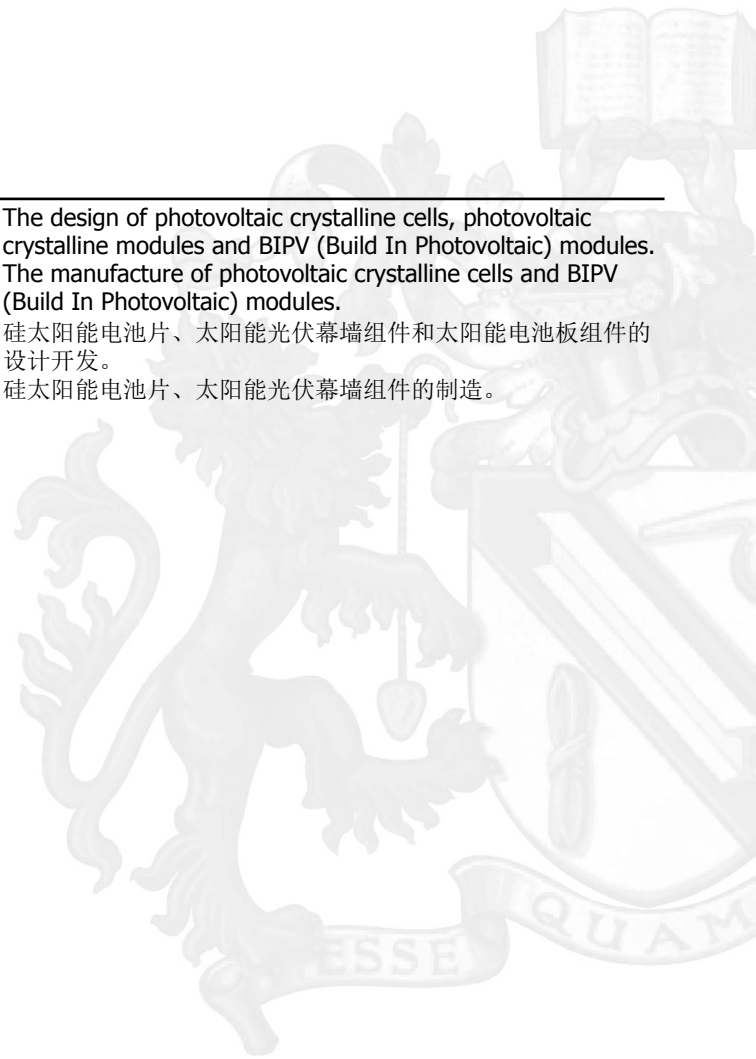 The design of photovoltaic crystalline cells, photovoltaic
crystalline modules and BIPV (Build In Photovoltaic) modules.
The manufacture of photovoltaic crystalline cells and BIPV
(Build In Photovoltaic) modules.
硅太阳能电池片、太阳能光伏幕墙组件和太阳能电池板组件的
设计开发。
硅太阳能电池片、太阳能光伏幕墙组件的制造。
ESSE QUAM